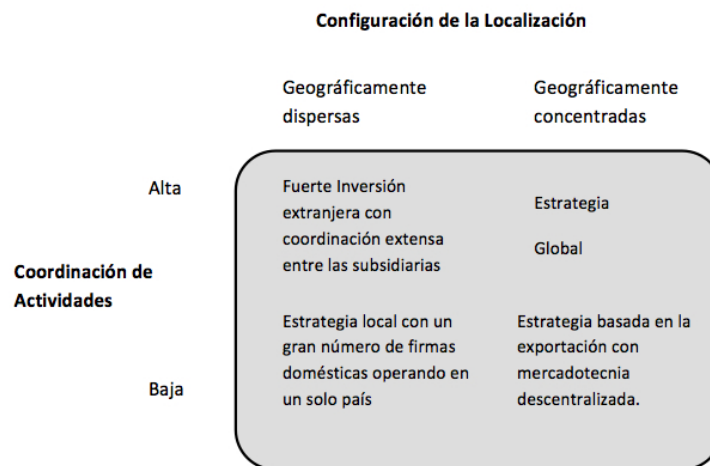 Configuración de la Localización
Geográficamente
dispersas
Geográficamente
concentradas
Alta
Fuerte Inversión
extranjera con
coordinación extensa
entre las subsidiarias
Estrategia
Global
Coordinación de
Actividades
Baja
Estrategia local con un
gran número de firmas
domésticas operando en
un solo país
Estrategia basada en la
exportación con
mercadotecnia
descentralizada.